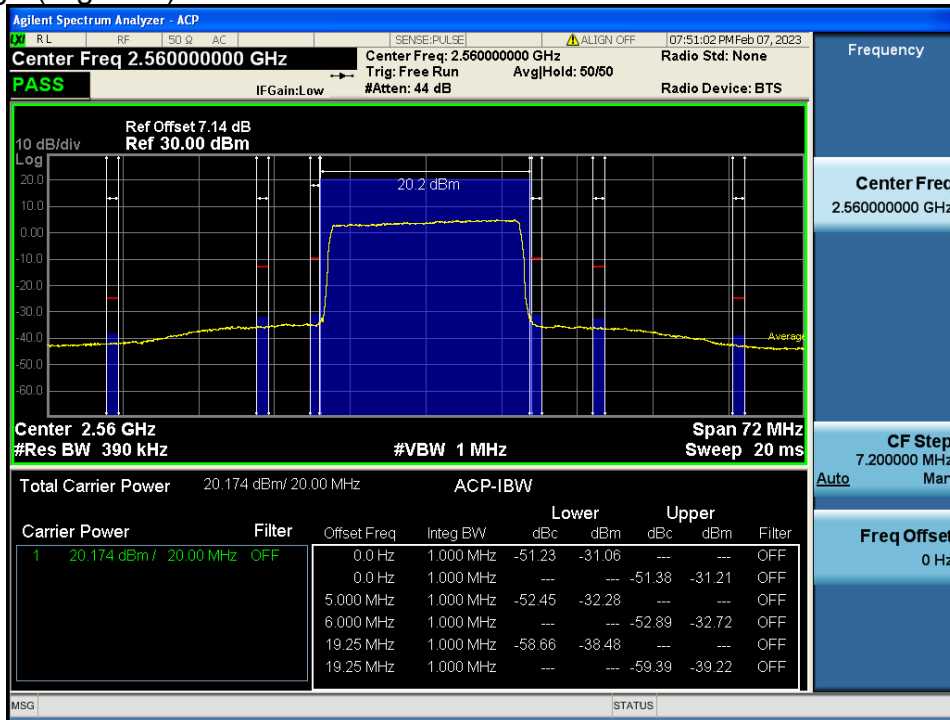 Agilent Spectrum Analyzer - ACP
LXI RL RF 50 Ω AC SENSE:PULSE ALIGN OFF 07:51:02 PM Feb 07, 2023
Center Freq 2.560000000 GHz Center Freq: 2.560000000 GHz Radio Std: None
Trig: Free Run Avg|Hold: 50/50
PASS IFGain:Low #Atten: 44 dB Radio Device: BTS
Ref Offset 7.14 dB
10 dB/div Ref 30.00 dBm
Log
20.0
20.2 dBm
10.0
0.00
-10.0
-20.0
-30.0
-40.0
Average
-50.0
-60.0
Center 2.56 GHz Span 72 MHz
#Res BW 390 kHz #VBW 1 MHz Sweep 20 ms
Total Carrier Power 20.174 dBm/ 20.00 MHz ACP-IBW
Lower Upper
Carrier Power Filter Offset Freq Integ BW dBc dBm dBc dBm Filter
1 20.174 dBm / 20.00 MHz OFF 0.0 Hz 1.000 MHz -51.23 -31.06 --- --- OFF
0.0 Hz 1.000 MHz --- --- -51.38 -31.21 OFF
5.000 MHz 1.000 MHz -52.45 -32.28 --- --- OFF
6.000 MHz 1.000 MHz --- --- -52.89 -32.72 OFF
19.25 MHz 1.000 MHz -58.66 -38.48 --- --- OFF
19.25 MHz 1.000 MHz --- --- -59.39 -39.22 OFF
MSG STATUS
Frequency
Center Freq
2.560000000 GHz
CF Step
7.200000 MHz
Auto Man
Freq Offset
0 Hz